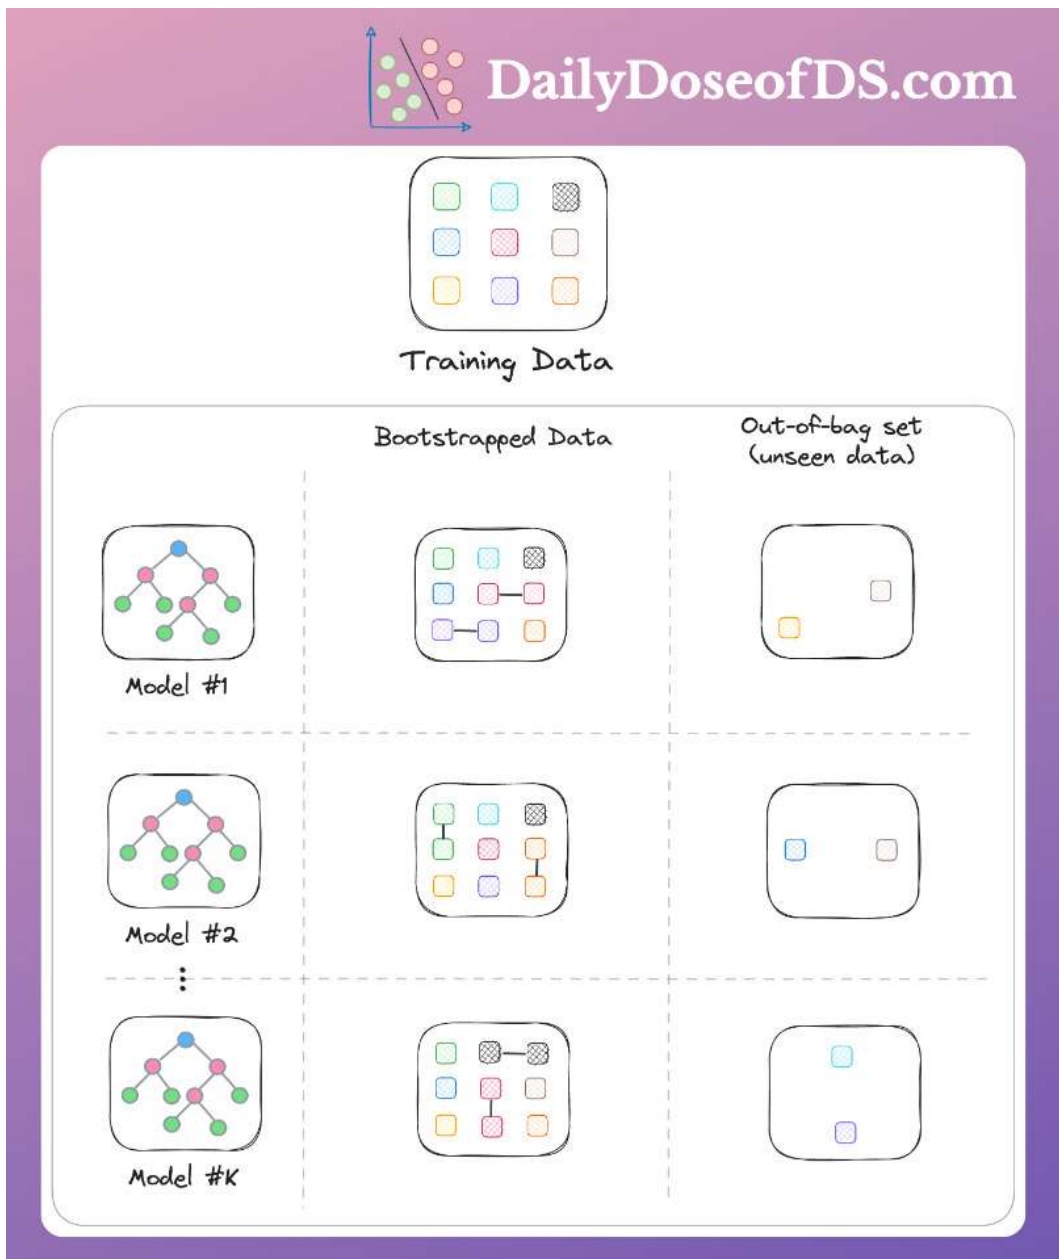 DailyDoseofDS.com
Training Data
Bootstrapped Data
Out-of-bag set
(unseen data)
Model #1
Model #2
Model #K